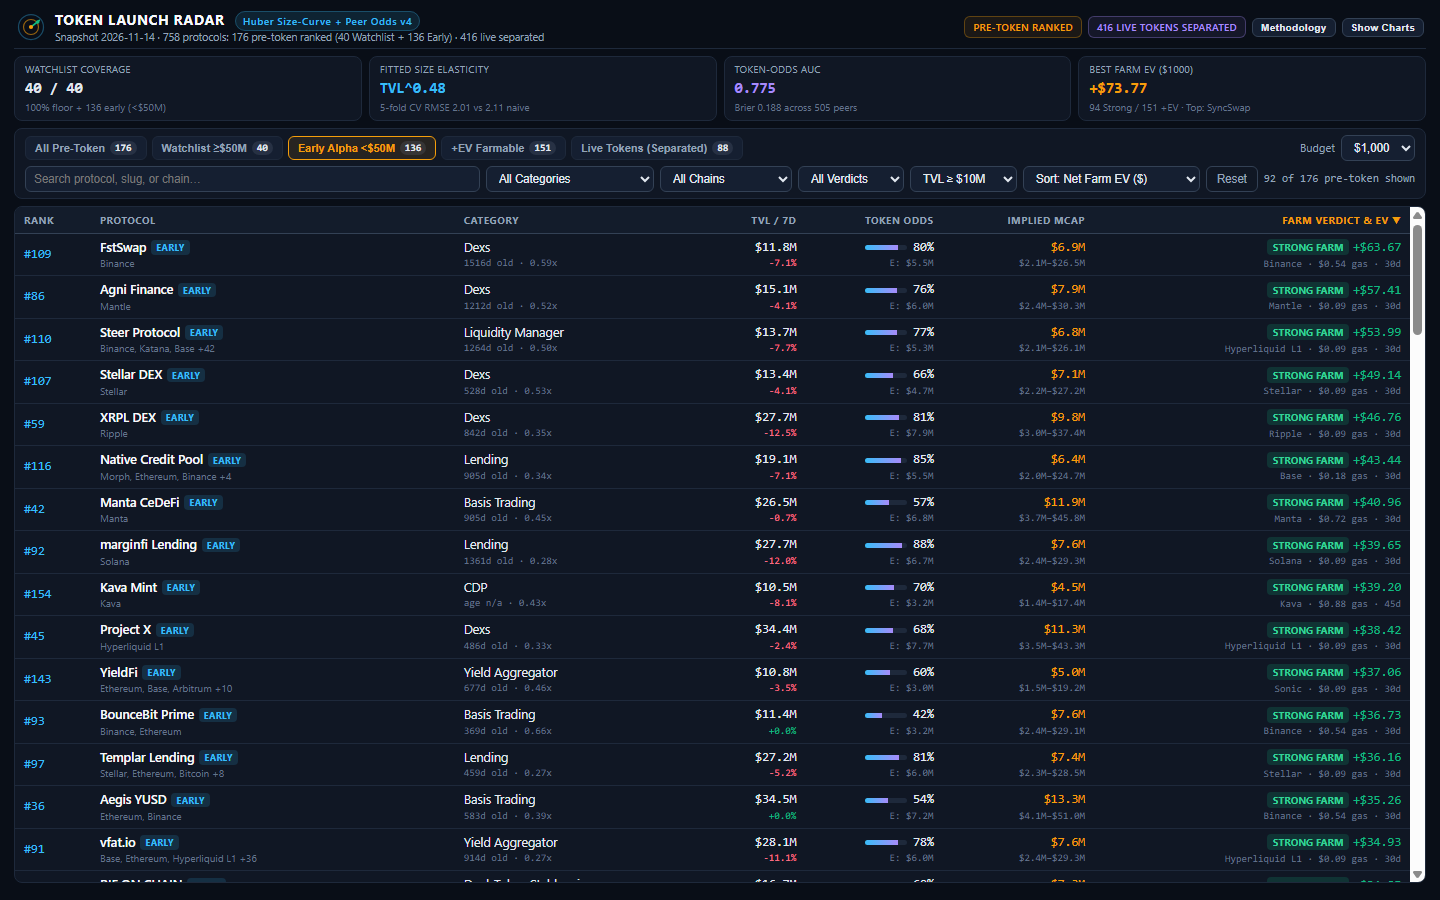 TOKEN LAUNCH RADAR Huber Size-Curve + Peer Odds v4
Snapshot 2026-11-14 · 758 protocols: 176 pre-token ranked (40 Watchlist + 136 Early) · 416 live separated
PRE-TOKEN RANKED 416 LIVE TOKENS SEPARATED Methodology Show Charts
WATCHLIST COVERAGE
40 / 40
100% floor + 136 early (<$50M)
FITTED SIZE ELASTICITY
TVL^0.48
5-fold CV RMSE 2.01 vs 2.11 naive
TOKEN-ODDS AUC
0.775
Brier 0.188 across 505 peers
BEST FARM EV ($1000)
+$73.77
94 Strong / 151 +EV · Top: SyncSwap
All Pre-Token 176 Watchlist ≥$50M 40 Early Alpha <$50M 136 +EV Farmable 151 Live Tokens (Separated) 88 Budget $1,000
Search protocol, slug, or chain... All Categories All Chains All Verdicts TVL ≥ $10M Sort: Net Farm EV ($) Reset 92 of 176 pre-token shown
RANK PROTOCOL CATEGORY TVL / 7D TOKEN ODDS IMPLIED MCAP FARM VERDICT & EV ▼
#109 FstSwap EARLY Dexs $11.8M 80% $6.9M STRONG FARM +$63.67
Binance 1516d old · 0.59x -7.1% E: $5.5M $2.1M–$26.5M Binance · $0.54 gas · 30d
#86 Agni Finance EARLY Dexs $15.1M 76% $7.9M STRONG FARM +$57.41
Mantle 1212d old · 0.52x -4.1% E: $6.0M $2.4M–$30.3M Mantle · $0.09 gas · 30d
#110 Steer Protocol EARLY Liquidity Manager $13.7M 77% $6.8M STRONG FARM +$53.99
Binance, Katana, Base +42 1264d old · 0.50x -7.7% E: $5.3M $2.1M–$26.1M Hyperliquid L1 · $0.09 gas · 30d
#107 Stellar DEX EARLY Dexs $13.4M 66% $7.1M STRONG FARM +$49.14
Stellar 528d old · 0.53x -4.1% E: $4.7M $2.2M–$27.2M Stellar · $0.09 gas · 30d
#59 XRPL DEX EARLY Dexs $27.7M 81% $9.8M STRONG FARM +$46.76
Ripple 842d old · 0.35x -12.5% E: $7.9M $3.0M–$37.4M Ripple · $0.09 gas · 30d
#116 Native Credit Pool EARLY Lending $19.1M 85% $6.4M STRONG FARM +$43.44
Morph, Ethereum, Binance +4 905d old · 0.34x -7.1% E: $5.5M $2.0M–$24.7M Base · $0.18 gas · 30d
#42 Manta CeDeFi EARLY Basis Trading $26.5M 57% $11.9M STRONG FARM +$40.96
Manta 905d old · 0.45x -0.7% E: $6.8M $3.7M–$45.8M Manta · $0.72 gas · 30d
#92 marginfi Lending EARLY Lending $27.7M 88% $7.6M STRONG FARM +$39.65
Solana 1361d old · 0.28x -12.0% E: $6.7M $2.4M–$29.3M Solana · $0.09 gas · 30d
#154 Kava Mint EARLY CDP $10.5M 70% $4.5M STRONG FARM +$39.20
Kava age n/a · 0.43x -8.1% E: $3.2M $1.4M–$17.4M Kava · $0.88 gas · 45d
#45 Project X EARLY Dexs $34.4M 68% $11.3M STRONG FARM +$38.42
Hyperliquid L1 486d old · 0.33x -2.4% E: $7.7M $3.5M–$43.3M Hyperliquid L1 · $0.09 gas · 30d
#143 YieldFi EARLY Yield Aggregator $10.8M 60% $5.0M STRONG FARM +$37.06
Ethereum, Base, Arbitrum +10 677d old · 0.46x -3.5% E: $3.0M $1.5M–$19.2M Sonic · $0.09 gas · 30d
#93 BounceBit Prime EARLY Basis Trading $11.4M 42% $7.6M STRONG FARM +$36.73
Binance, Ethereum 369d old · 0.66x +0.0% E: $3.2M $2.4M–$29.1M Binance · $0.54 gas · 30d
#97 Templar Lending EARLY Lending $27.2M 81% $7.4M STRONG FARM +$36.16
Stellar, Ethereum, Bitcoin +8 459d old · 0.27x -5.2% E: $6.0M $2.3M–$28.5M Stellar · $0.09 gas · 30d
#36 Aegis YUSD EARLY Basis Trading $34.5M 54% $13.3M STRONG FARM +$35.26
Ethereum, Binance 583d old · 0.39x +0.0% E: $7.2M $4.1M–$51.0M Binance · $0.54 gas · 30d
#91 vfat.io EARLY Yield Aggregator $28.1M 78% $7.6M STRONG FARM +$34.93
Base, Ethereum, Hyperliquid L1 +36 914d old · 0.27x -11.1% E: $6.0M $2.4M–$29.3M Hyperliquid L1 · $0.09 gas · 30d